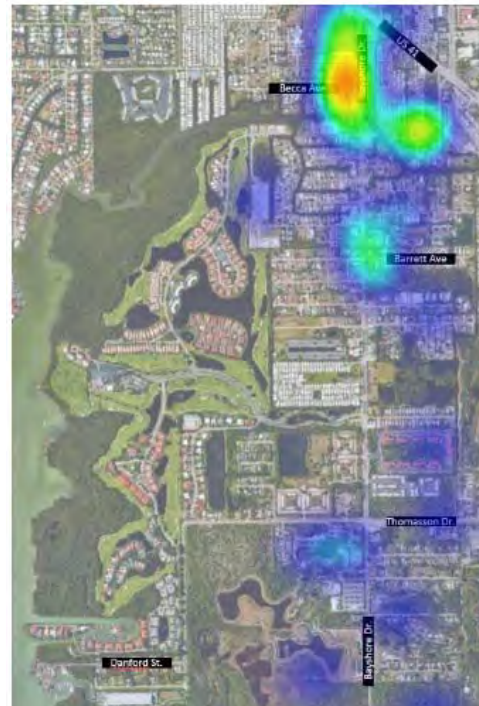 US 41
Becca Ave
Barrett Ave
Thomasson Dr.
Bayshore Dr.
Danford St.